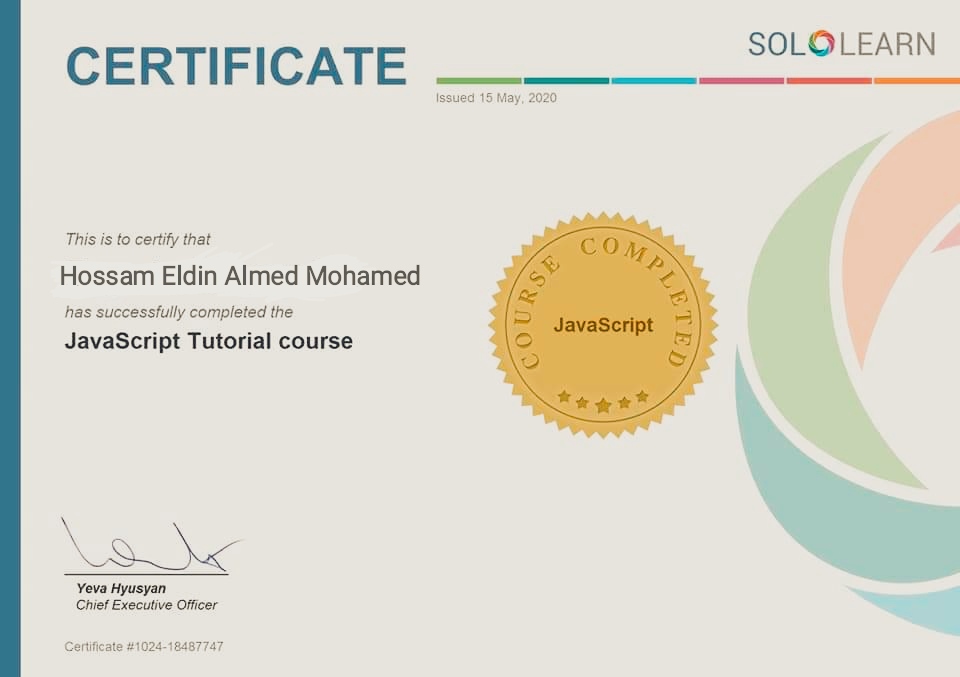 CERTIFICATE
SOLOLEARN
Issued 15 May, 2020
This is to certify that
Hossam Eldin Almed Mohamed
has successfully completed the
JavaScript Tutorial course
COURSE COMPLETED
JavaScript
Yeva Hyusyan
Chief Executive Officer
Certificate #1024-18487747